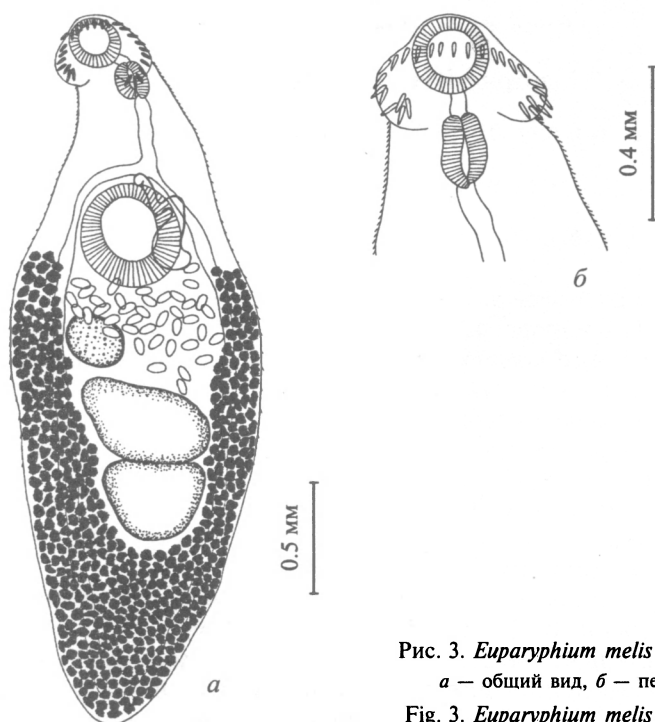 0.4 мм
б
0.5 мм
а
Рис. 3. Euparyphium melis
а — общий вид, б — пе
Fig. 3. Euparyphium melis